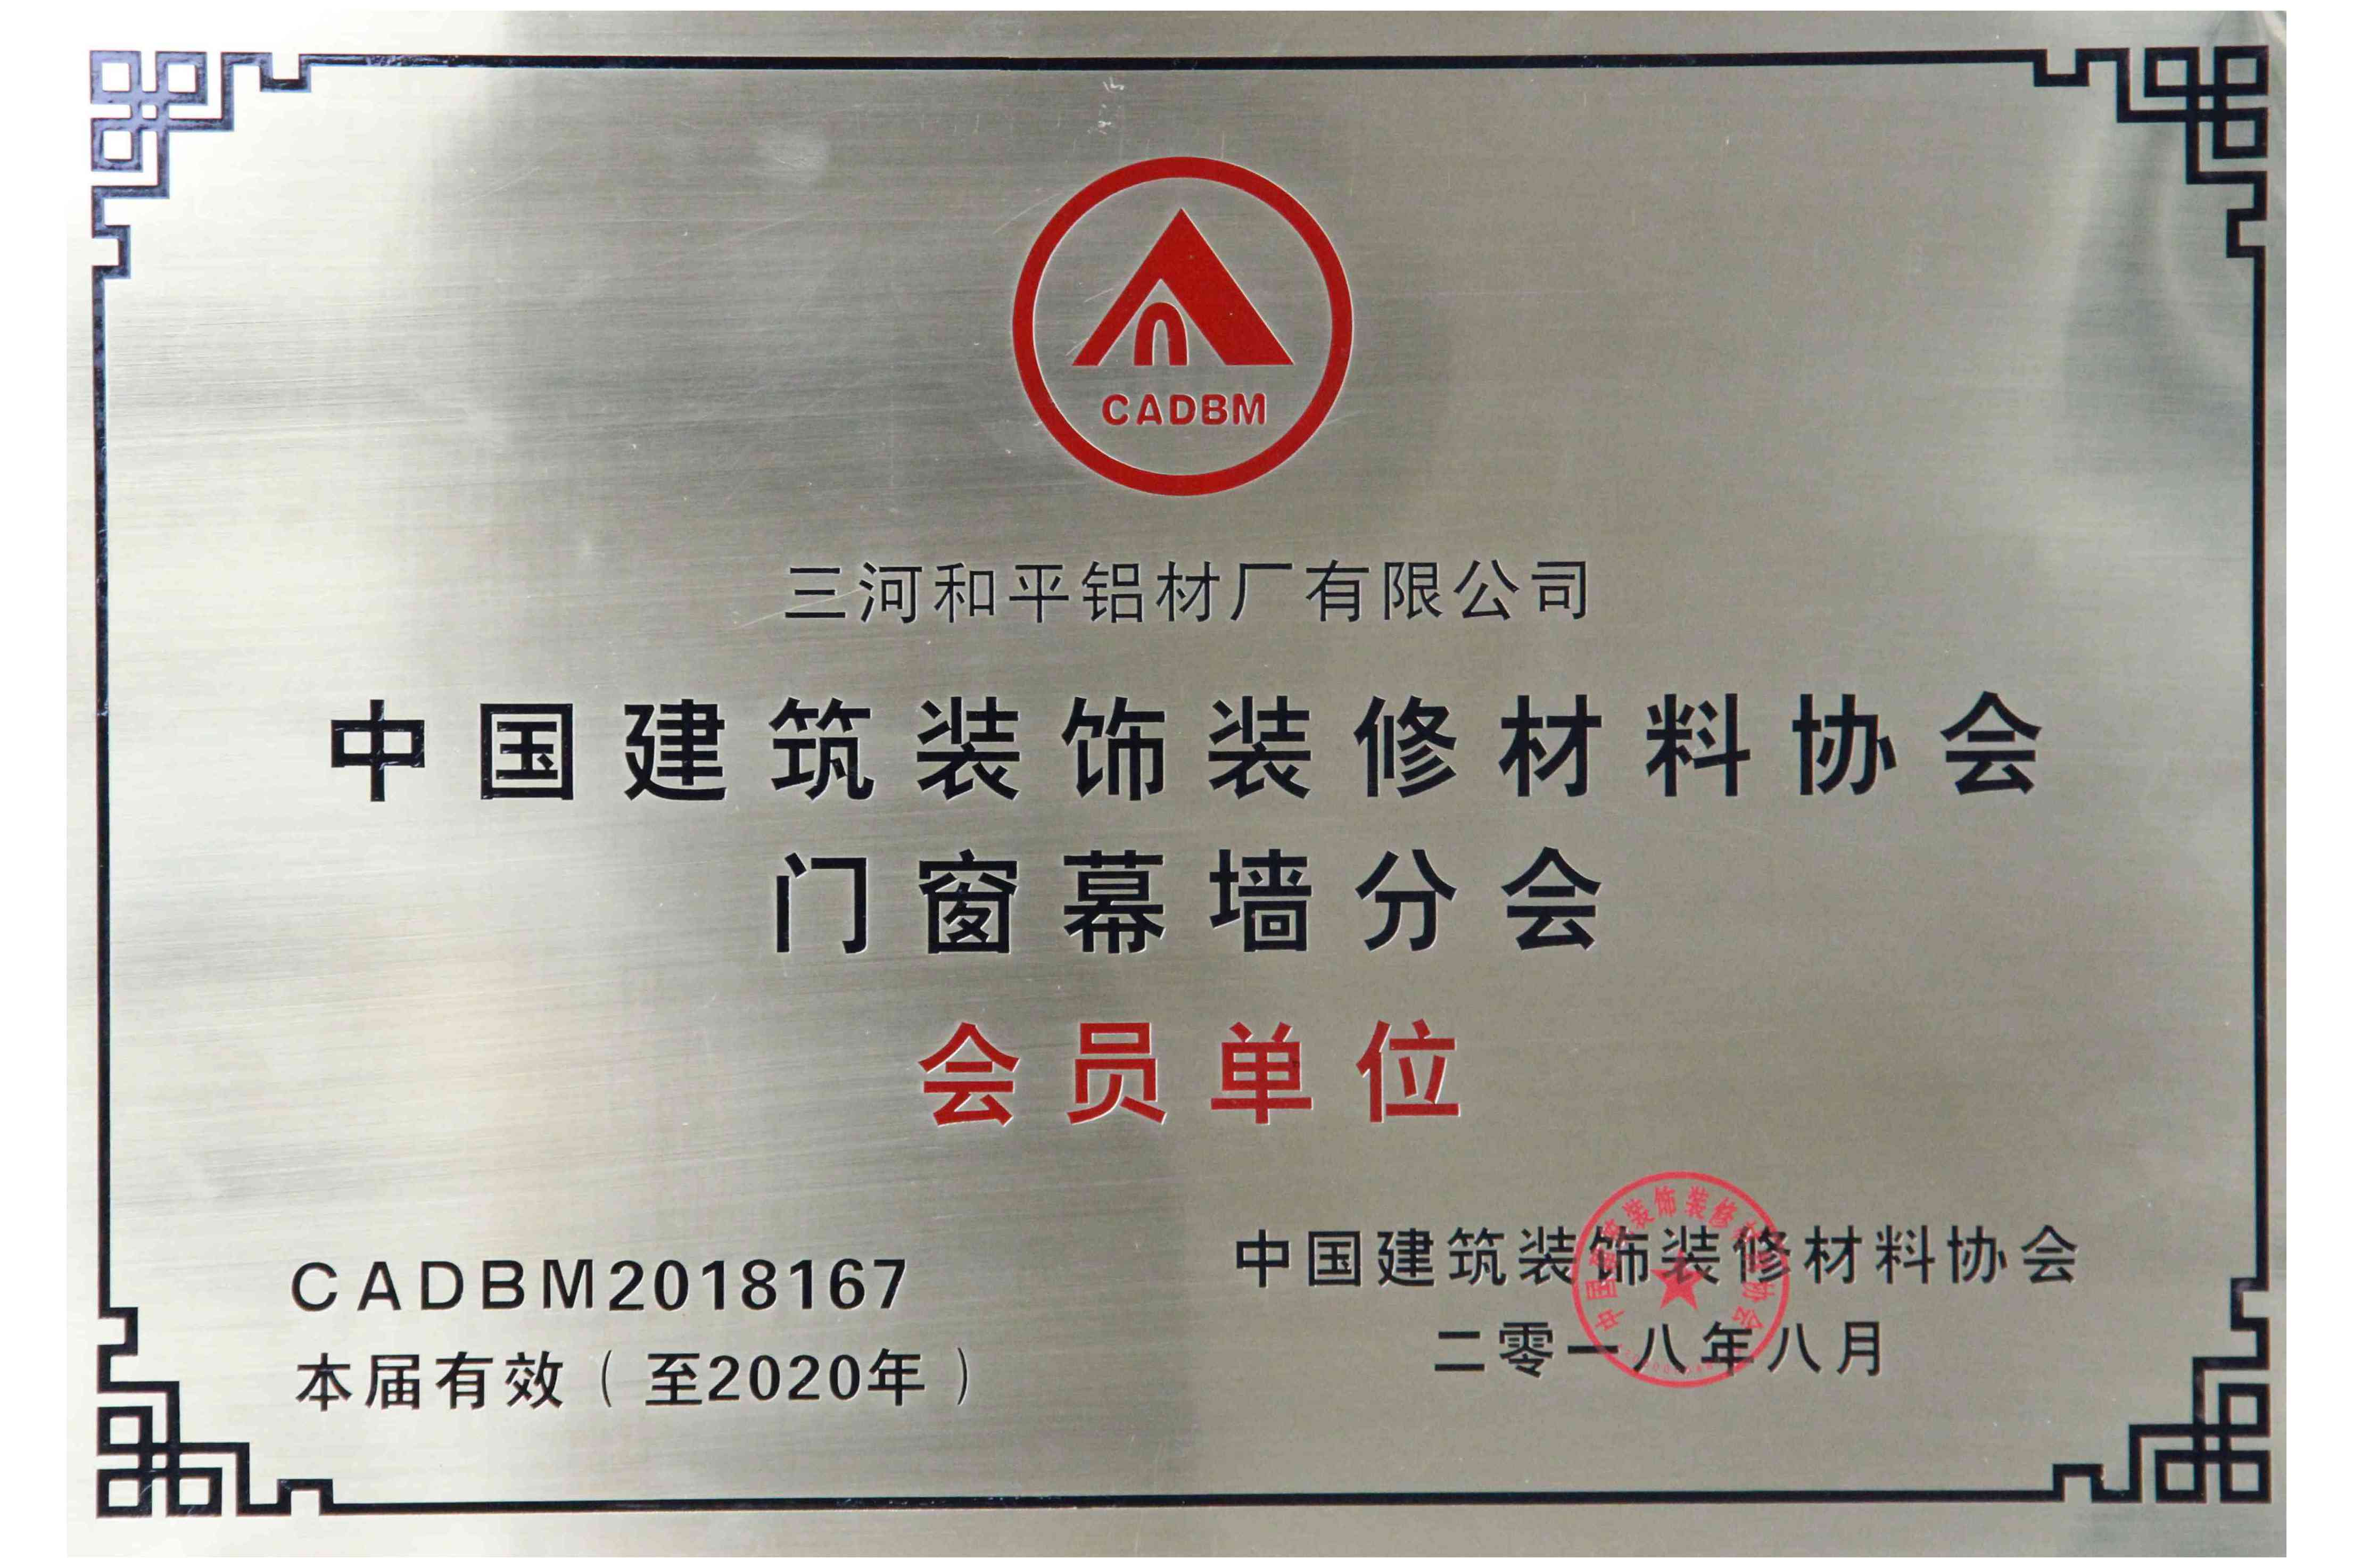 CADBM
三河和平铝材厂有限公司
中国建筑装饰装修材料协会
门窗幕墙分会
会员单位
CADBM2018167
本届有效（至2020年）
中国建筑装饰装修材料协会
二零一八年八月